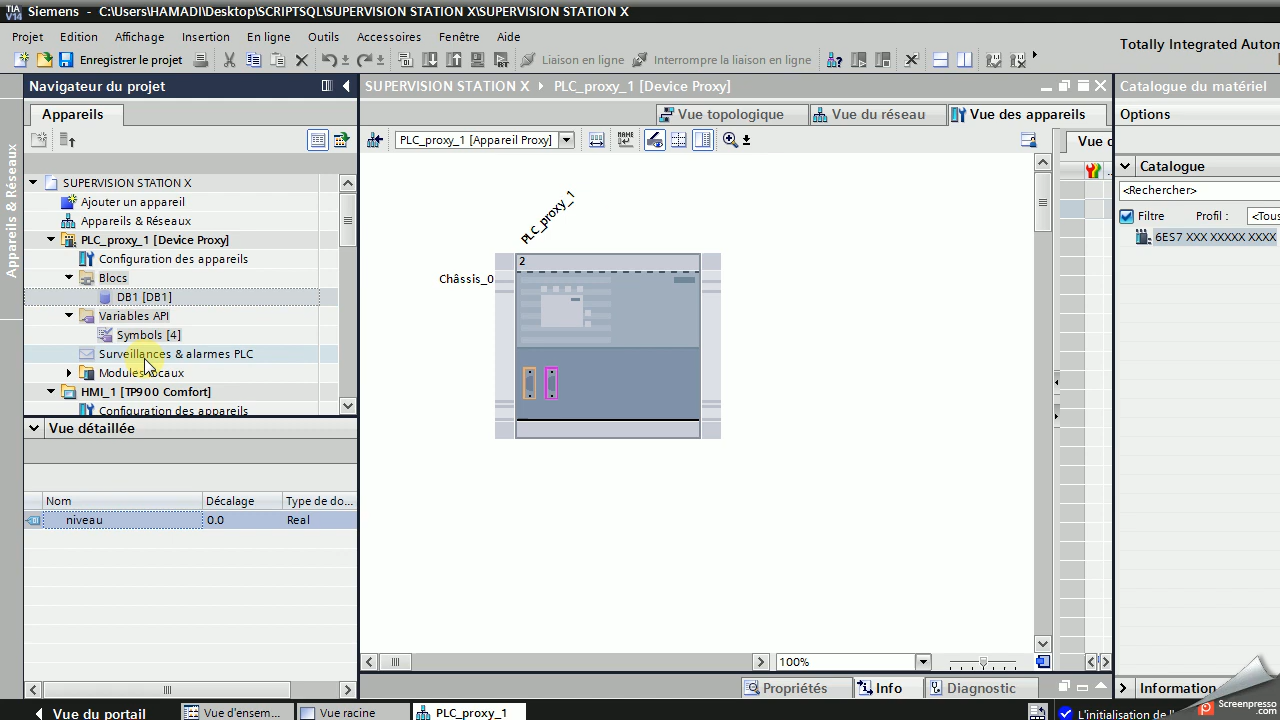 TIA V14 Siemens - C:\Users\HAMADI\Desktop\SCRIPTSQL\SUPERVISION STATION X\SUPERVISION STATION X
Projet Edition Affichage Insertion En ligne Outils Accessoires Fenêtre Aide
Totally Integrated Autom
Enregistrer le projet Liaison en ligne Interrompre la liaison en ligne
Navigateur du projet
SUPERVISION STATION X › PLC_proxy_1 [Device Proxy]
Catalogue du matériel
Appareils
Vue topologique Vue du réseau Vue des appareils
Options
PLC_proxy_1 [Appareil Proxy]
Vue d
Appareils & Réseaux
Catalogue
<Rechercher>
Filtre Profil : <Tous
6ES7 XXX XXXXX XXXX
SUPERVISION STATION X
Ajouter un appareil
Appareils & Réseaux
PLC_proxy_1 [Device Proxy]
Configuration des appareils
Blocs
DB1 [DB1]
Variables API
Symbols [4]
Surveillances & alarmes PLC
Modules locaux
HMI_1 [TP900 Comfort]
Configuration des appareils
PLC_proxy_1
2
Châssis_0
Vue détaillée
Nom Décalage Type de do...
niveau 0.0 Real
100%
Propriétés Info Diagnostic
Information
Vue du portail Vue d'ensem... Vue racine PLC_proxy_1
L'initialisation de l'
Screenpresso
.com